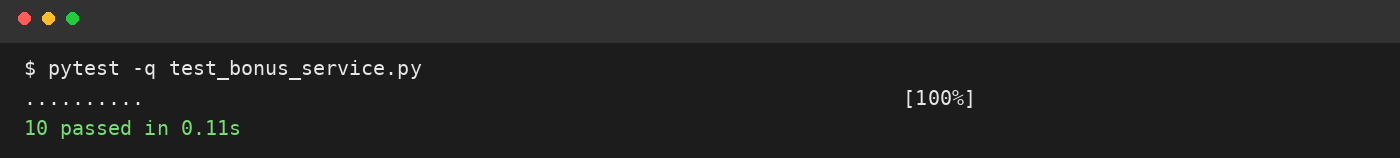 $ pytest -q test_bonus_service.py
.......... [100%]
10 passed in 0.11s